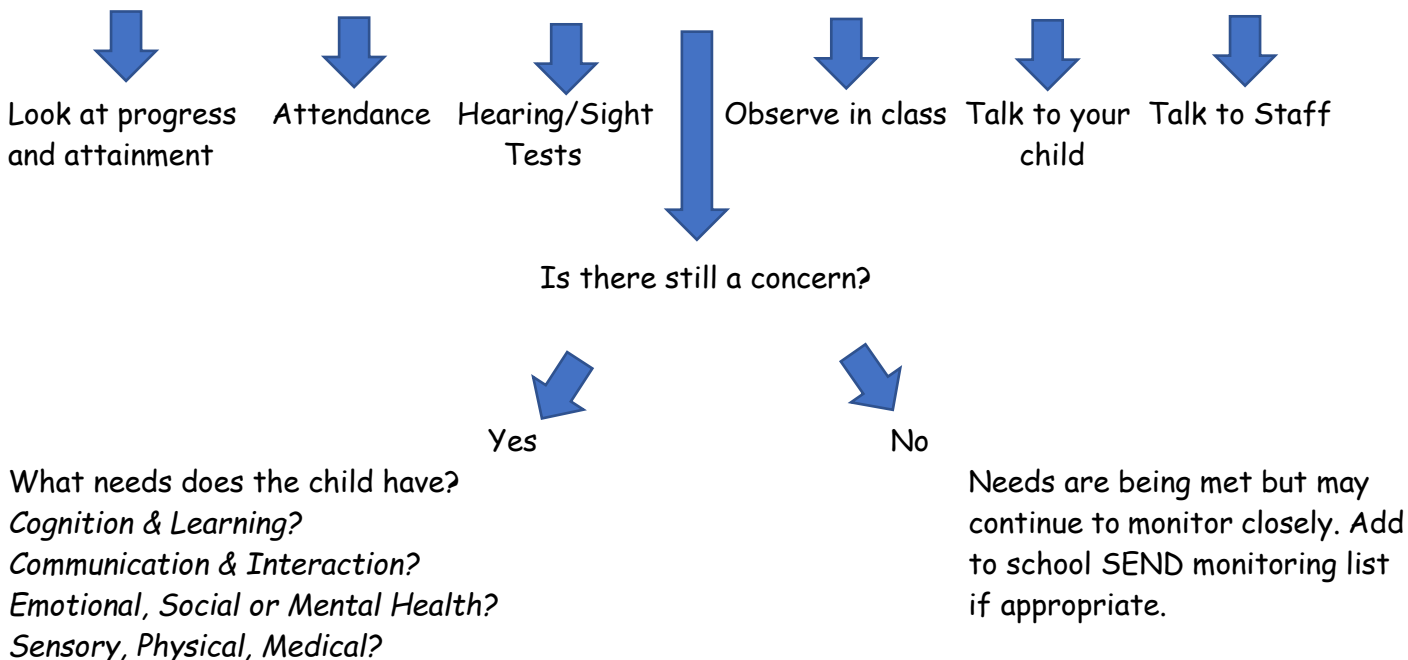 Look at progress and attainment
Attendance
Hearing/Sight Tests
Observe in class
Talk to your child
Talk to Staff
Is there still a concern?
Yes
No
What needs does the child have?
Cognition & Learning?
Communication & Interaction?
Emotional, Social or Mental Health?
Sensory, Physical, Medical?
Needs are being met but may
continue to monitor closely. Add
to school SEND monitoring list
if appropriate.